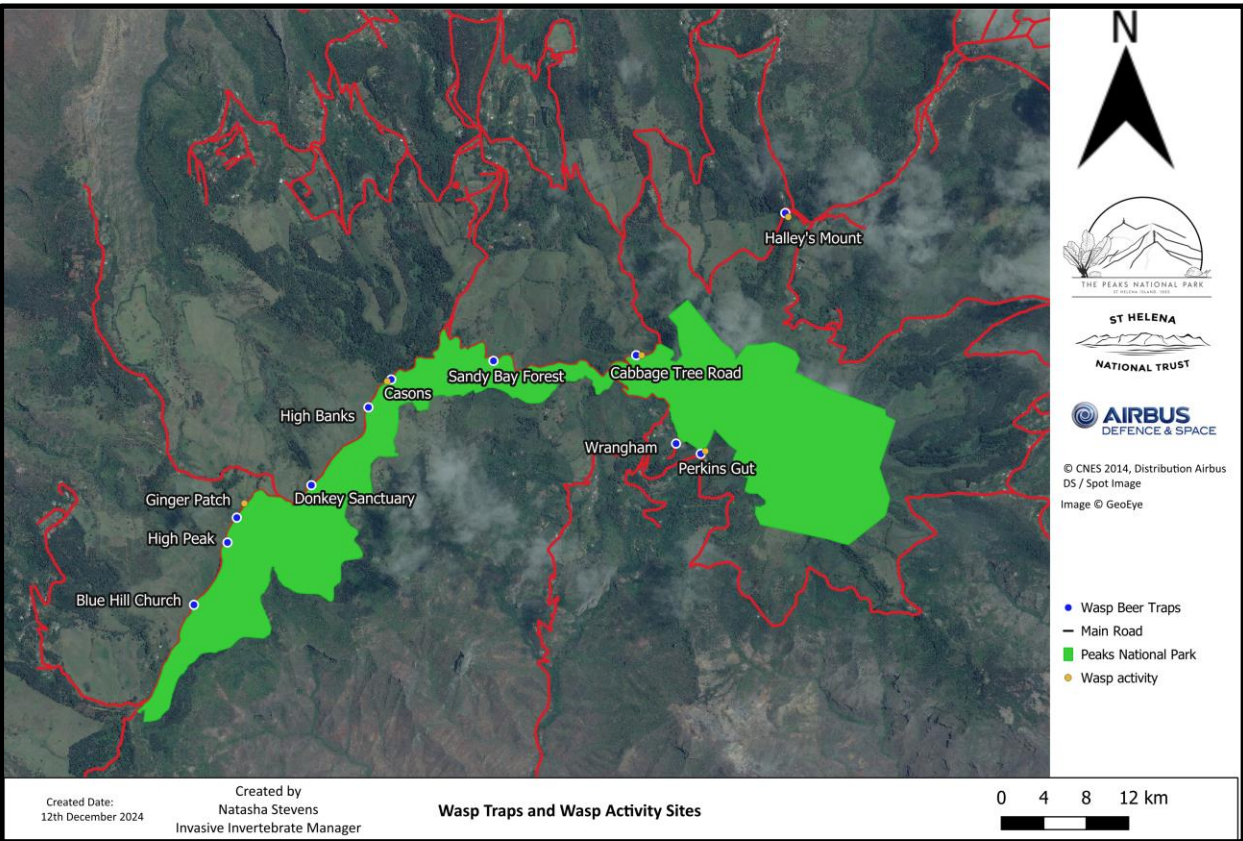 N
Halley's Mount
Sandy Bay Forest
Cabbage Tree Road
Casons
High Banks
Wrangham
Perkins Gut
Ginger Patch
Donkey Sanctuary
High Peak
Blue Hill Church
THE PEAKS NATIONAL PARK
ST HELENA
NATIONAL TRUST
AIRBUS
DEFENCE & SPACE
© CNES 2014, Distribution Airbus
DS / Spot Image
Image © GeoEye
Wasp Beer Traps
Main Road
Peaks National Park
Wasp activity
Created Date:
12th December 2024
Created by
Natasha Stevens
Invasive Invertebrate Manager
Wasp Traps and Wasp Activity Sites
0 4 8 12 km